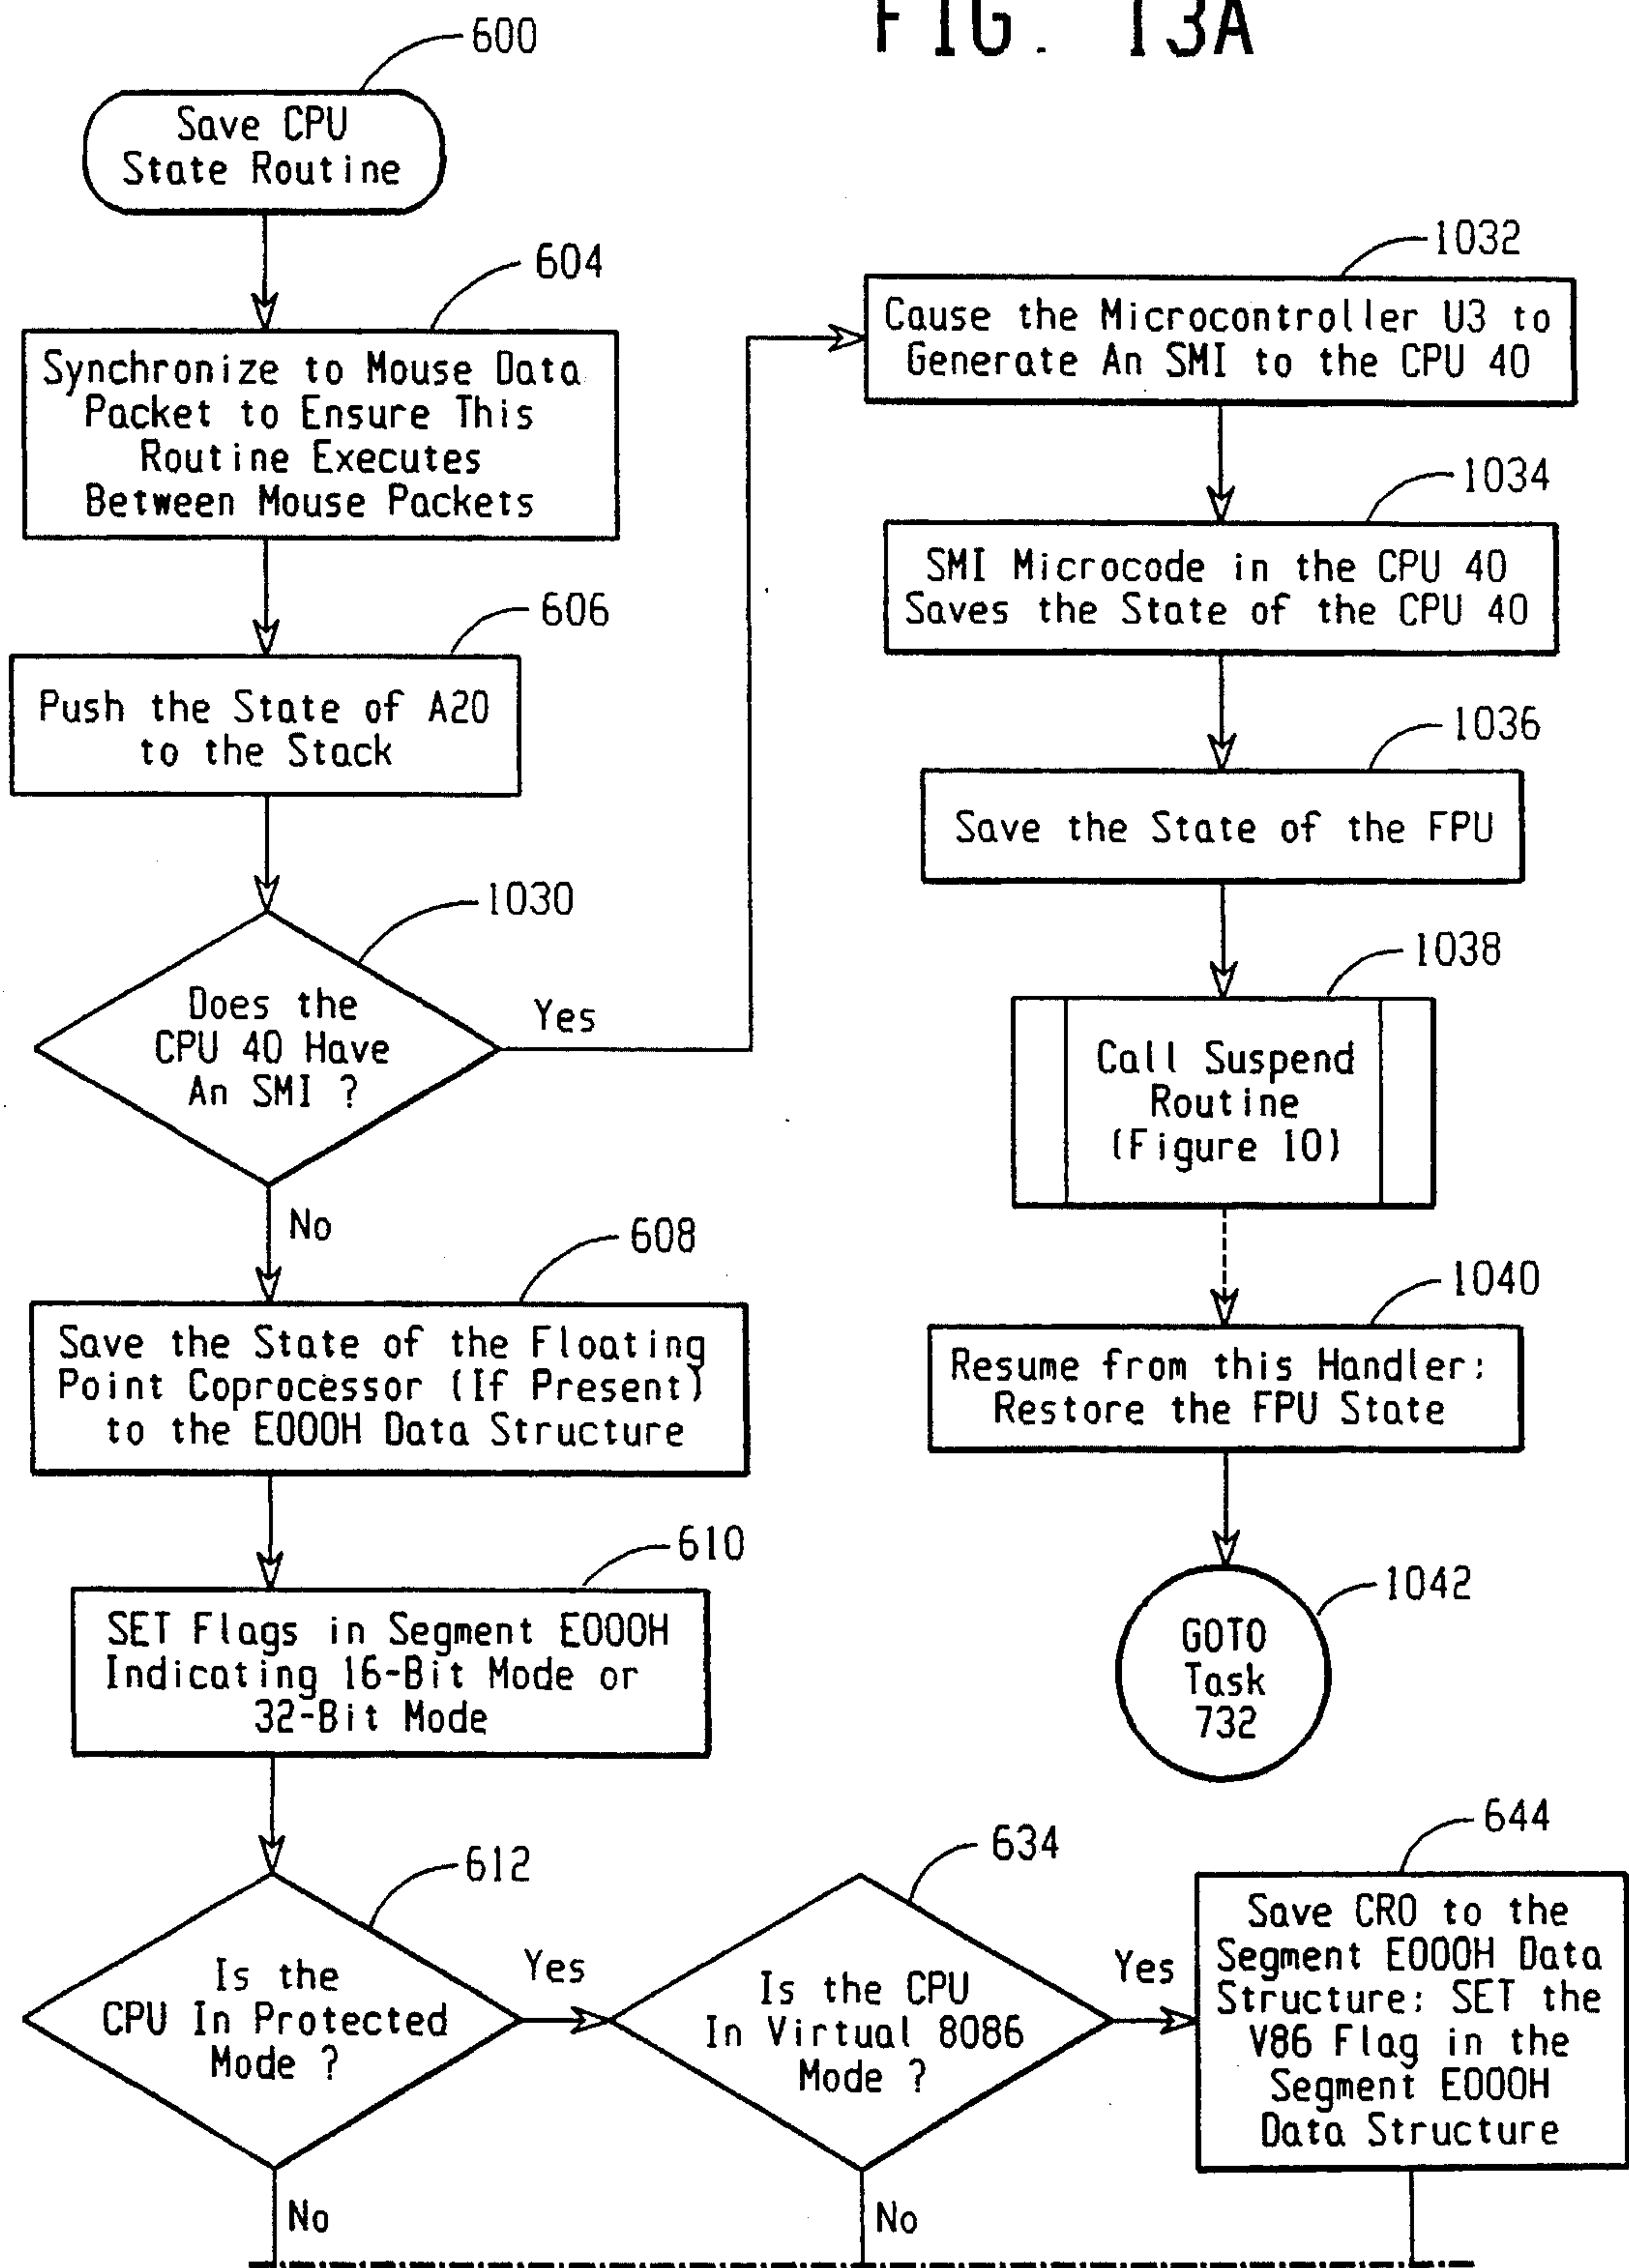 FIG. 13A
600
Save CPU
State Routine
604
Synchronize to Mouse Data
Packet to Ensure This
Routine Executes
Between Mouse Packets
606
Push the State of A20
to the Stack
1030
Does the
CPU 40 Have
An SMI ?
Yes
No
608
Save the State of the Floating
Point Coprocessor (If Present)
to the E000H Data Structure
610
SET Flags in Segment E000H
Indicating 16-Bit Mode or
32-Bit Mode
612
Is the
CPU In Protected
Mode ?
Yes
No
634
Is the CPU
In Virtual 8086
Mode ?
Yes
No
644
Save CR0 to the
Segment E000H Data
Structure; SET the
V86 Flag in the
Segment E000H
Data Structure
1032
Cause the Microcontroller U3 to
Generate An SMI to the CPU 40
1034
SMI Microcode in the CPU 40
Saves the State of the CPU 40
1036
Save the State of the FPU
1038
Call Suspend
Routine
(Figure 10)
1040
Resume from this Handler;
Restore the FPU State
1042
GOTO
Task
732